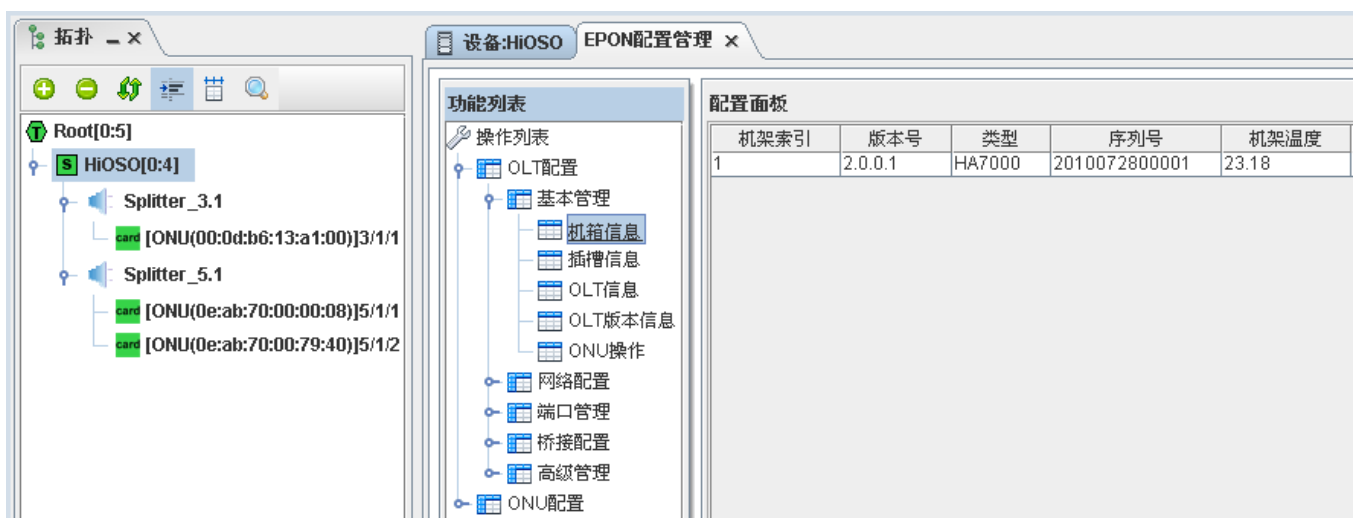 拓扑
Root[0:5]
S HiOSO[0:4]
Splitter_3.1
card [ONU(00:0d:b6:13:a1:00)]3/1/1
Splitter_5.1
card [ONU(0e:ab:70:00:00:08)]5/1/1
card [ONU(0e:ab:70:00:79:40)]5/1/2
设备:HiOSO EPON配置管理
功能列表
操作列表
OLT配置
基本管理
机箱信息
插槽信息
OLT信息
OLT版本信息
ONU操作
网络配置
端口管理
桥接配置
高级管理
ONU配置
配置面板
机架索引 版本号 类型 序列号 机架温度
1 2.0.0.1 HA7000 2010072800001 23.18